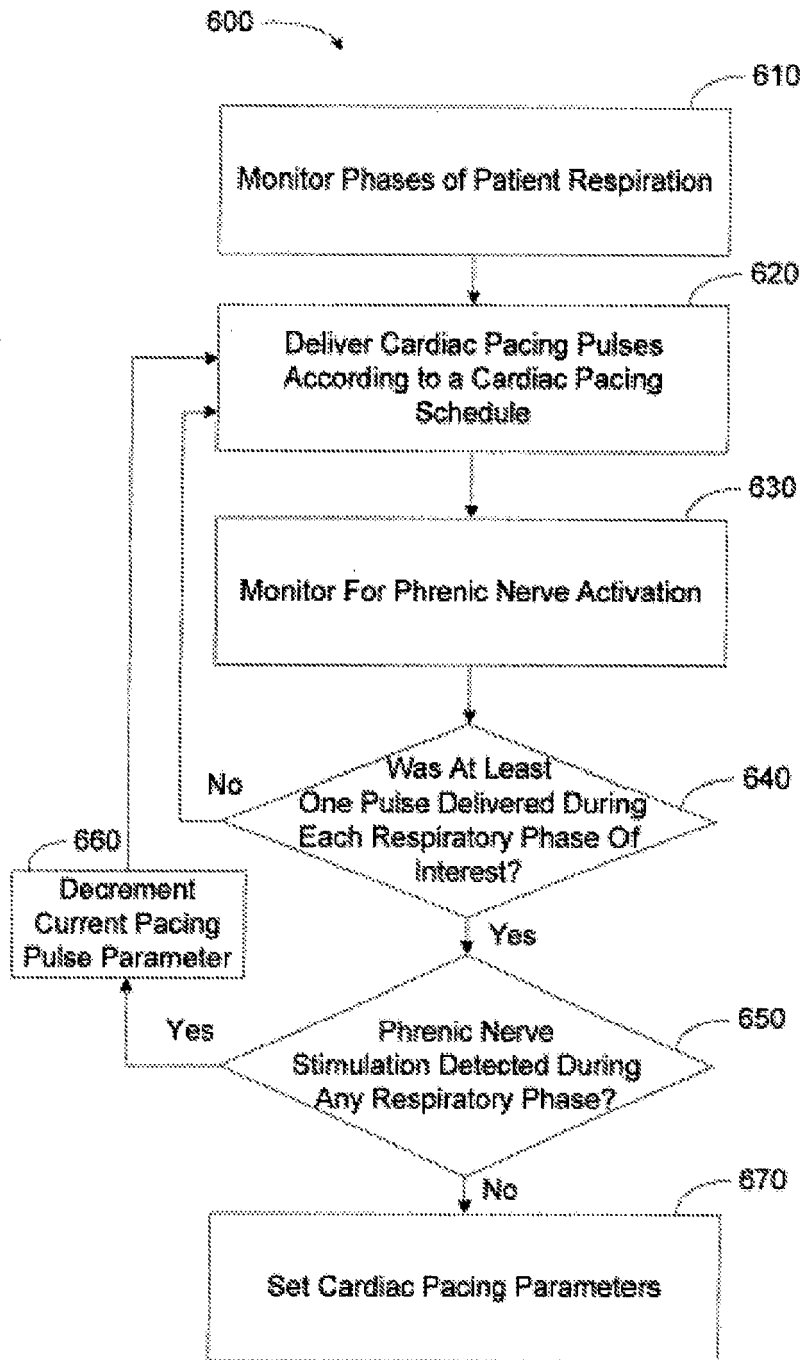 600
610
Monitor Phases of Patient Respiration
620
Deliver Cardiac Pacing Pulses
According to a Cardiac Pacing
Schedule
630
Monitor For Phrenic Nerve Activation
No
Was At Least
One Pulse Delivered During
Each Respiratory Phase Of
Interest?
640
660
Decrement
Current Pacing
Pulse Parameter
Yes
Yes
Phrenic Nerve
Stimulation Detected During
Any Respiratory Phase?
650
No
670
Set Cardiac Pacing Parameters